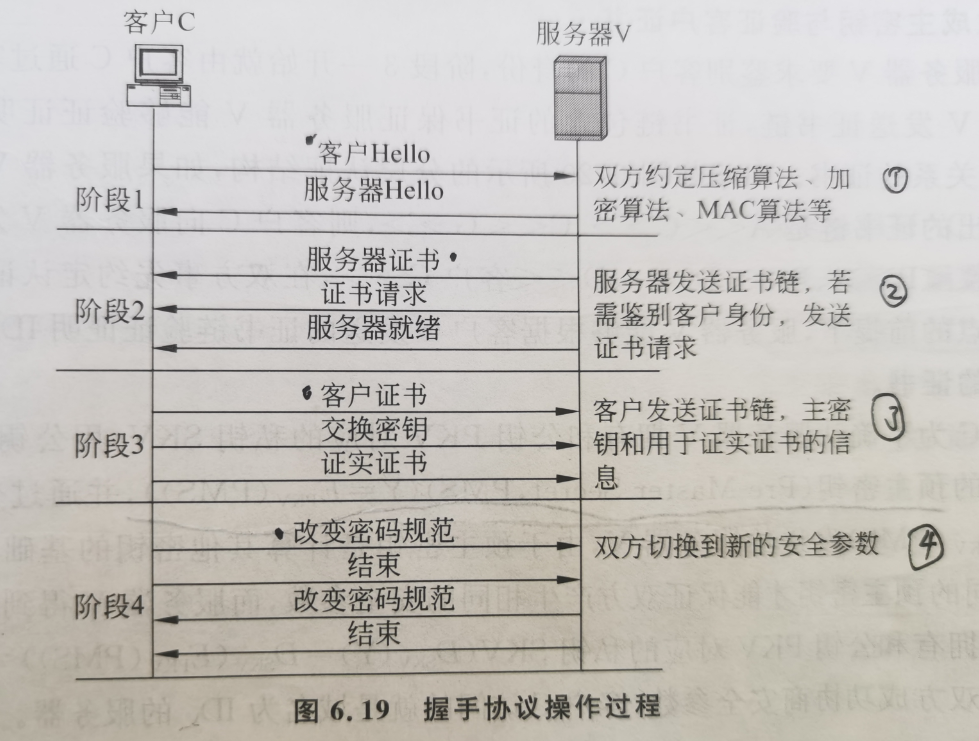 客户C
服务器V
客户Hello
服务器Hello
阶段1
双方约定压缩算法、加
密算法、MAC算法等
①
服务器证书
证书请求
服务器就绪
阶段2
服务器发送证书链，若
需鉴别客户身份，发送
证书请求
②
客户证书
交换密钥
证实证书
阶段3
客户发送证书链，主密
钥和用于证实证书的信
息
③
改变密码规范
结束
改变密码规范
结束
阶段4
双方切换到新的安全参数
④
图 6.19 握手协议操作过程